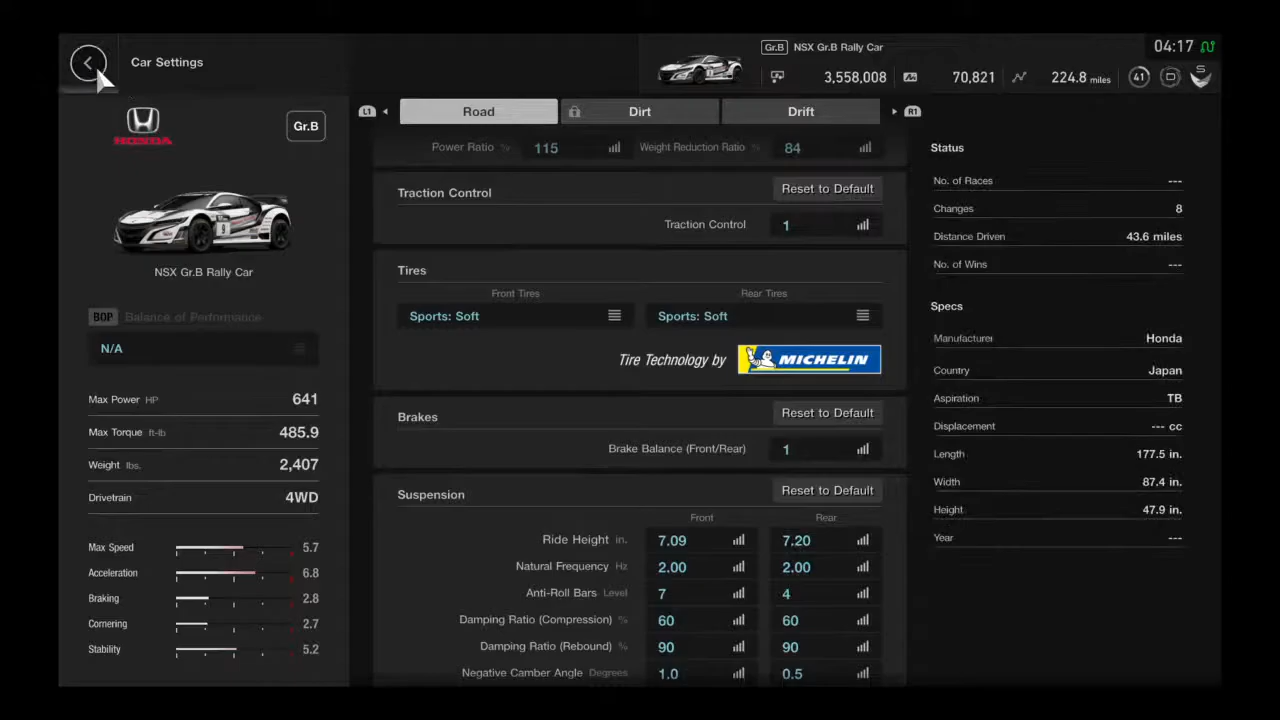 Car Settings
Gr.B NSX Gr.B Rally Car
04:17
3,558,008 70,821 224.8 miles 41 D S
HONDA
Gr.B
L1 Road Dirt Drift R1
Power Ratio % 115 Weight Reduction Ratio % 84
Traction Control Reset to Default
Traction Control 1
Tires
Front Tires Rear Tires
Sports: Soft Sports: Soft
Tire Technology by MICHELIN
Brakes Reset to Default
Brake Balance (Front/Rear) 1
Suspension Reset to Default
Front Rear
Ride Height in. 7.09 7.20
Natural Frequency Hz 2.00 2.00
Anti-Roll Bars Level 7 4
Damping Ratio (Compression) % 60 60
Damping Ratio (Rebound) % 90 90
Negative Camber Angle Degrees 1.0 0.5
9
NSX Gr.B Rally Car
BOP Balance of Performance
N/A
Max Power HP 641
Max Torque ft-lb 485.9
Weight lbs. 2,407
Drivetrain 4WD
Max Speed 5.7
Acceleration 6.8
Braking 2.8
Cornering 2.7
Stability 5.2
Status
No. of Races ---
Changes 8
Distance Driven 43.6 miles
No. of Wins ---
Specs
Manufacturer Honda
Country Japan
Aspiration TB
Displacement --- cc
Length 177.5 in.
Width 87.4 in.
Height 47.9 in.
Year ---